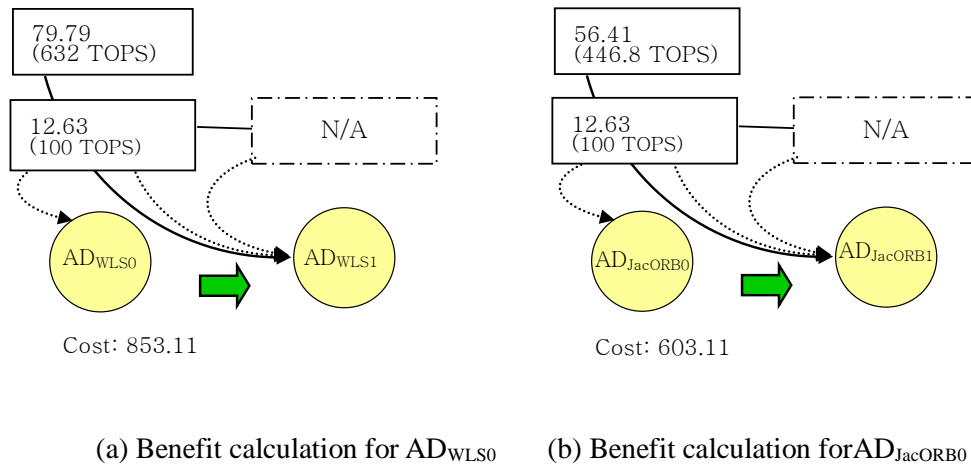 79.79
(632 TOPS)
12.63
(100 TOPS)
N/A
ADWLS0
ADWLS1
Cost: 853.11
56.41
(446.8 TOPS)
12.63
(100 TOPS)
N/A
ADJacORB0
ADJacORB1
Cost: 603.11
(a) Benefit calculation for ADWLS0
(b) Benefit calculation forADJacORB0